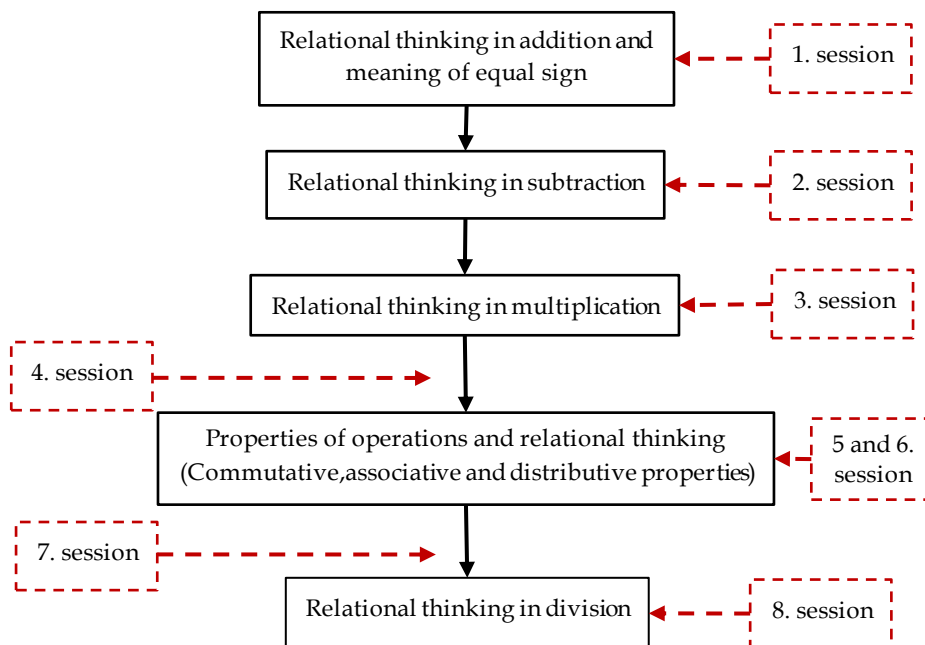 Relational thinking in addition and
meaning of equal sign
1. session
Relational thinking in subtraction
2. session
Relational thinking in multiplication
3. session
4. session
Properties of operations and relational thinking
(Commutative,associative and distributive properties)
5 and 6.
session
7. session
Relational thinking in division
8. session